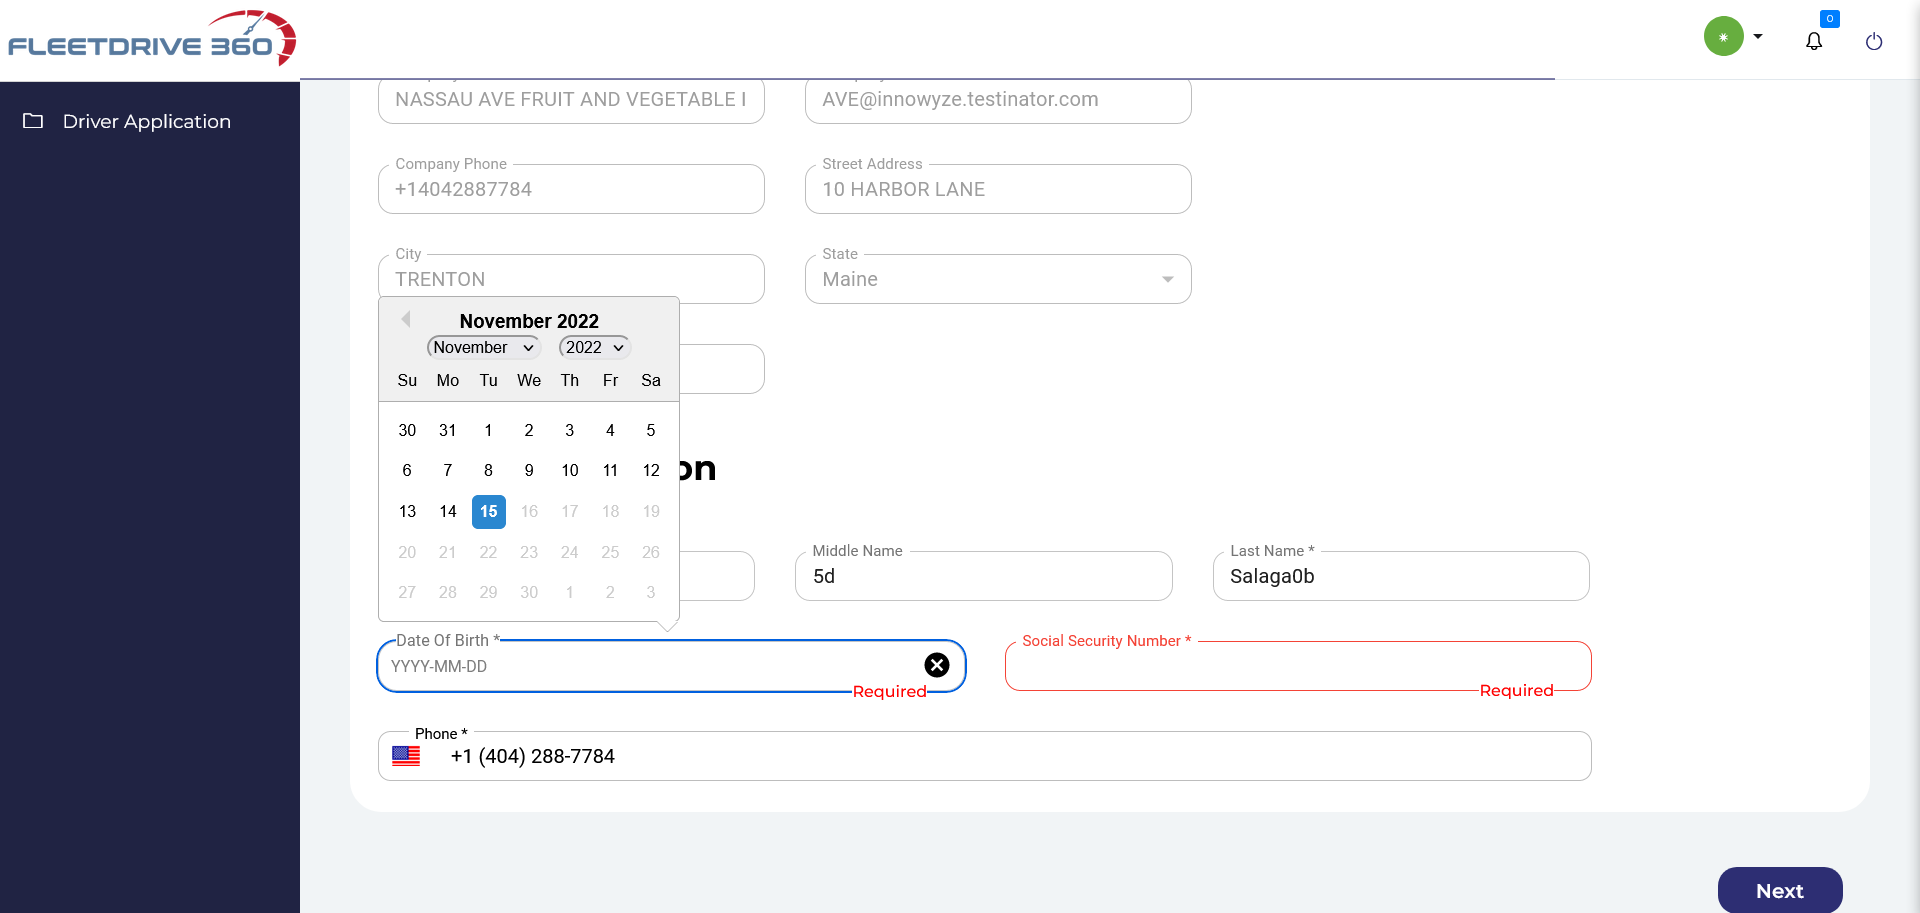 FLEETDRIVE 360
0
Driver Application
NASSAU AVE FRUIT AND VEGETABLE
AVE@innowyze.testinator.com
Company Phone
+14042887784
Street Address
10 HARBOR LANE
City
TRENTON
State
Maine
November 2022
November 2022
Su Mo Tu We Th Fr Sa
30 31 1 2 3 4 5
6 7 8 9 10 11 12
13 14 15 16 17 18 19
20 21 22 23 24 25 26
27 28 29 30 1 2 3
on
Middle Name
5d
Last Name *
Salaga0b
Date Of Birth *
YYYY-MM-DD
Required
Social Security Number *
Required
Phone *
+1 (404) 288-7784
Next